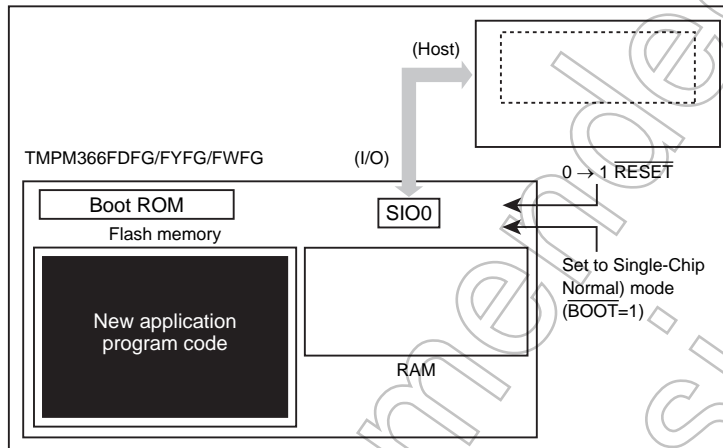 (Host)
TMPM366FDFG/FYFG/FWFG
(I/O)
0 → 1 RESET
Boot ROM
SIO0
Flash memory
Set to Single-Chip
Normal) mode
(BOOT=1)
New application
program code
RAM